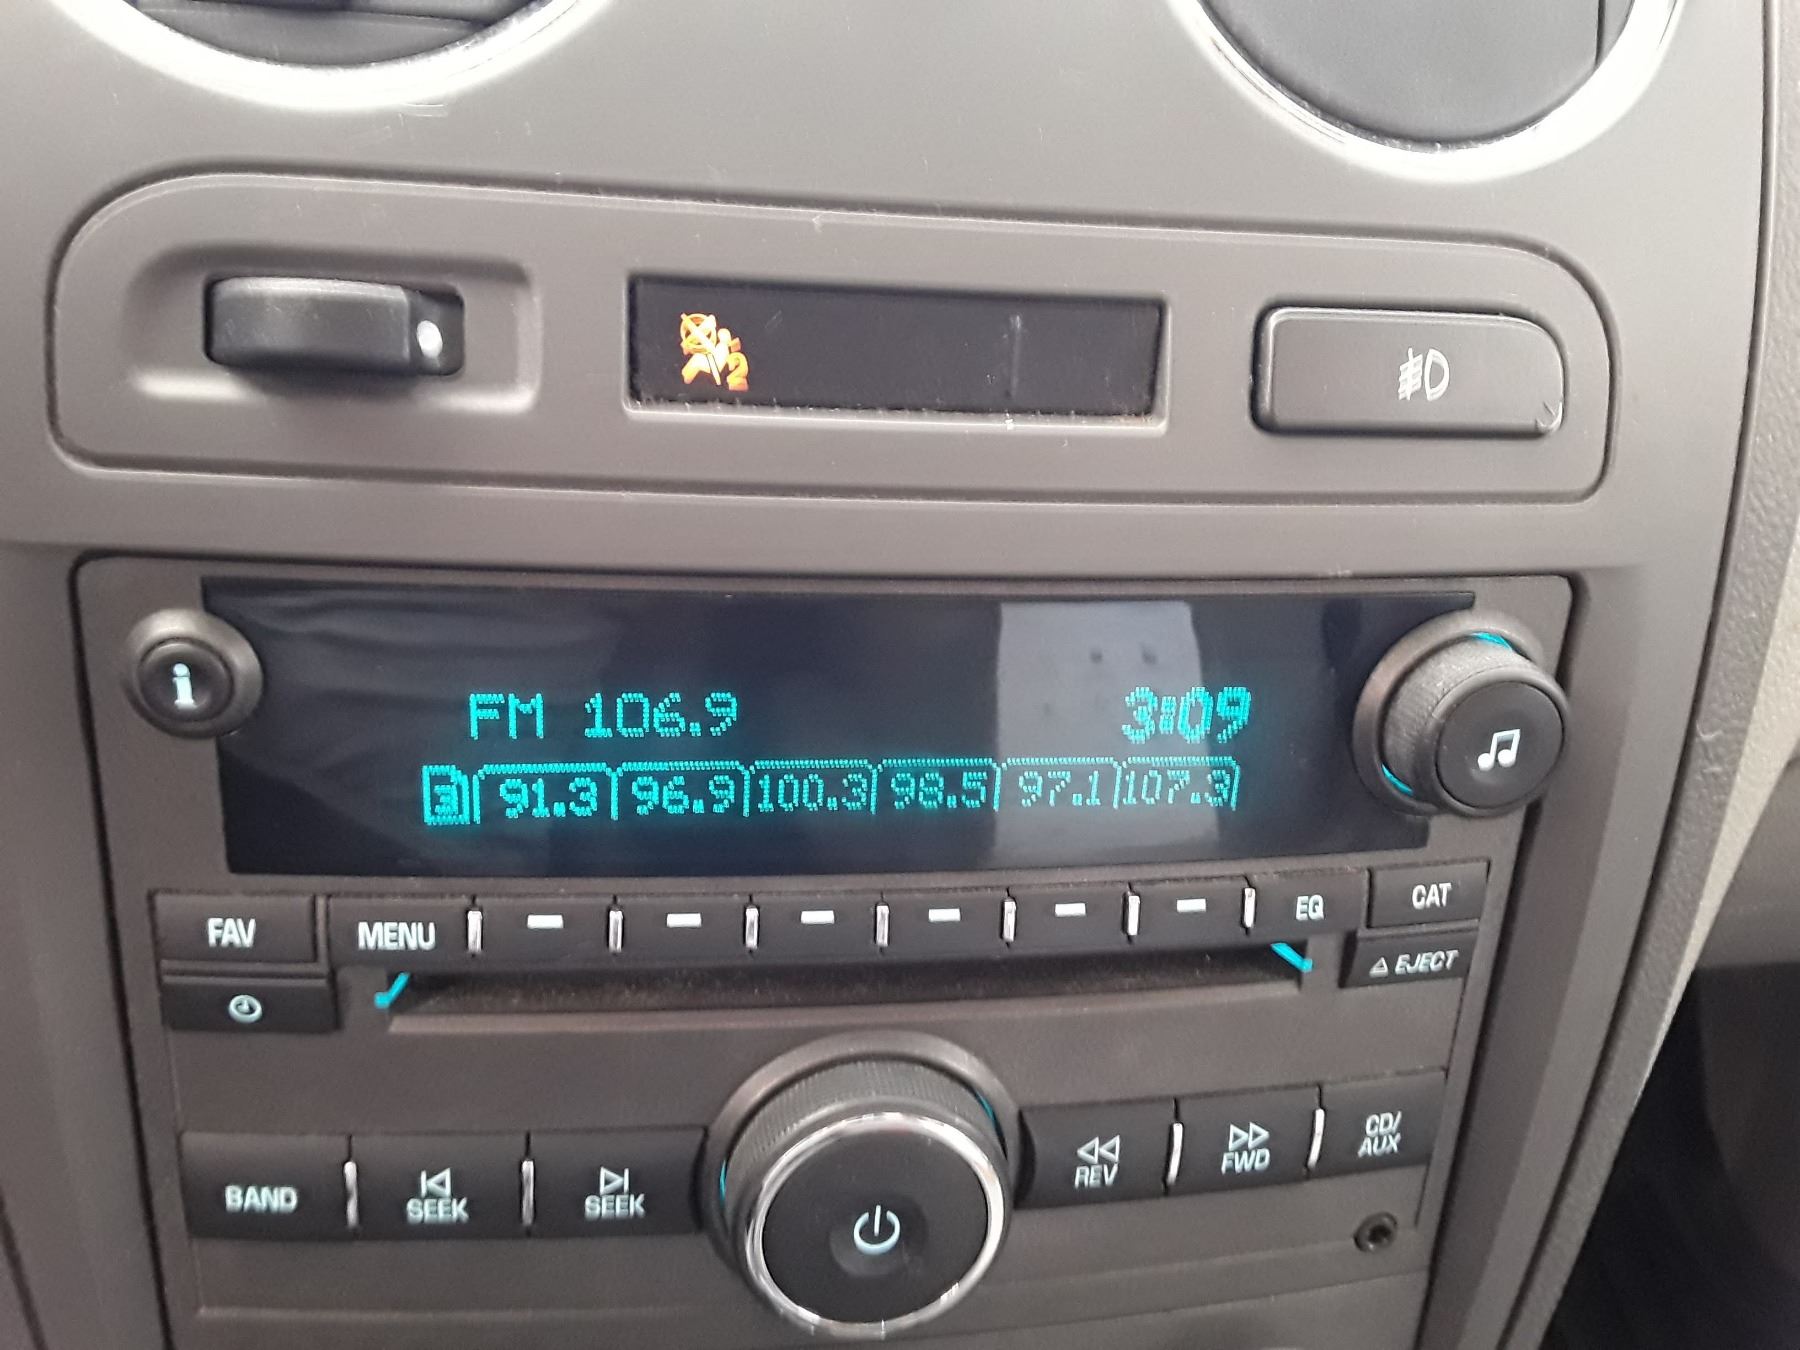 2
i
FM 106.9 3:09
3 91.3 96.9 100.3 98.5 97.1 107.3
FAV MENU EQ CAT
EJECT
BAND SEEK SEEK REV FWD CD/
AUX